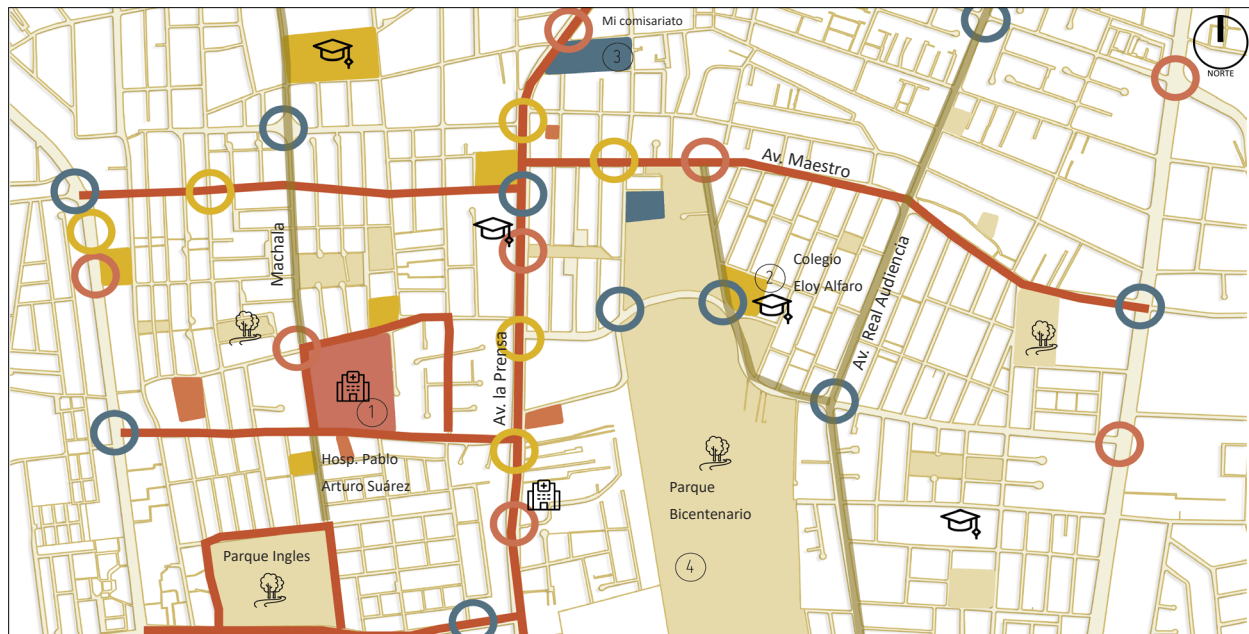 Mi comisariato
3
NORTE
Av. Maestro
Machala
2
Colegio
Eloy Alfaro
Av. Real Audiencia
Av. la Prensa
1
Hosp. Pablo
Arturo Suárez
Parque
Bicentenario
Parque Ingles
4